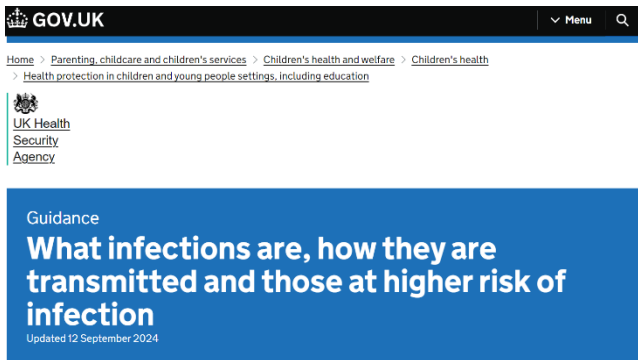 GOV.UK
Menu
Home > Parenting, childcare and children's services > Children's health and welfare > Children's health
> Health protection in children and young people settings, including education
UK Health
Security
Agency
Guidance
What infections are, how they are
transmitted and those at higher risk of
infection
Updated 12 September 2024